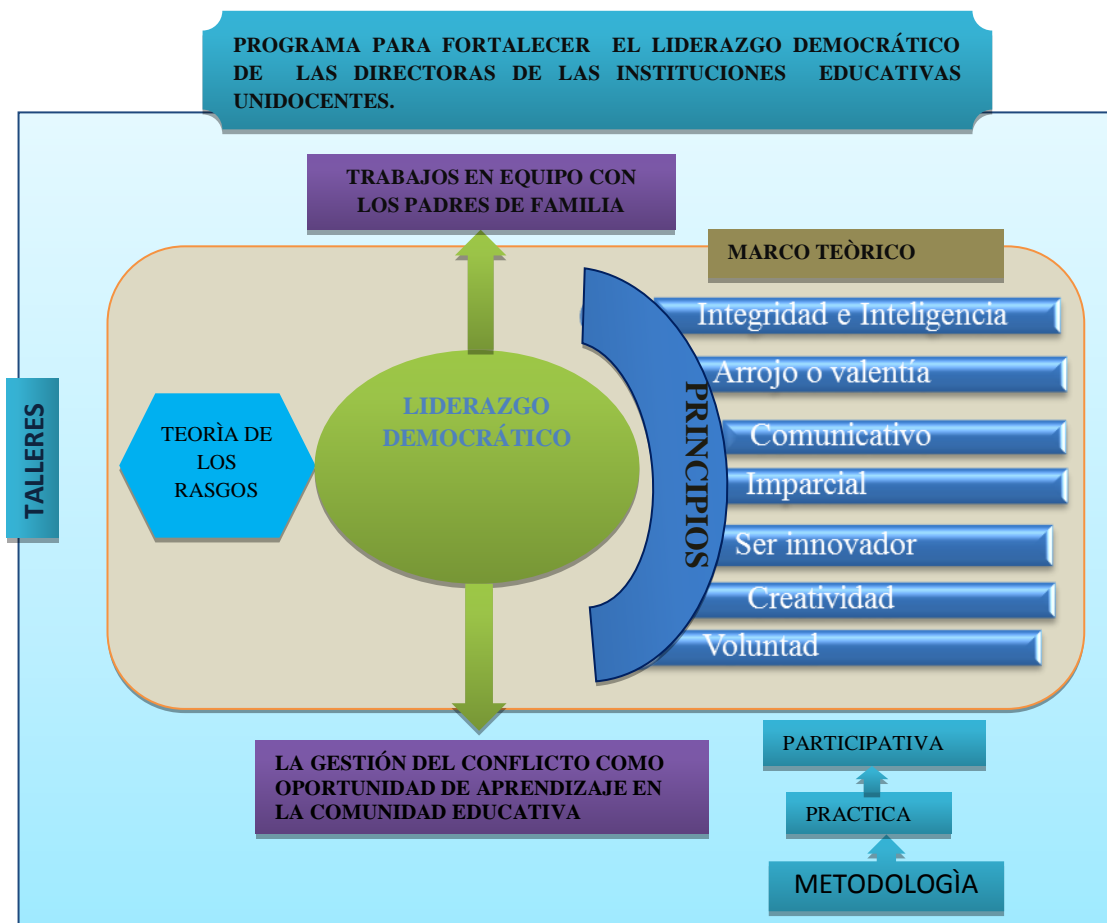 PROGRAMA PARA FORTALECER EL LIDERAZGO DEMOCRÁTICO
DE LAS DIRECTORAS DE LAS INSTITUCIONES EDUCATIVAS
UNIDOCENTES.
TRABAJOS EN EQUIPO CON
LOS PADRES DE FAMILIA
MARCO TEÒRICO
TALLERES
TEORÌA DE
LOS
RASGOS
LIDERAZGO
DEMOCRÁTICO
PRINCIPIOS
Integridad e Inteligencia
Arrojo o valentía
Comunicativo
Imparcial
Ser innovador
Creatividad
Voluntad
LA GESTIÓN DEL CONFLICTO COMO
OPORTUNIDAD DE APRENDIZAJE EN
LA COMUNIDAD EDUCATIVA
PARTICIPATIVA
PRACTICA
METODOLOGÌA